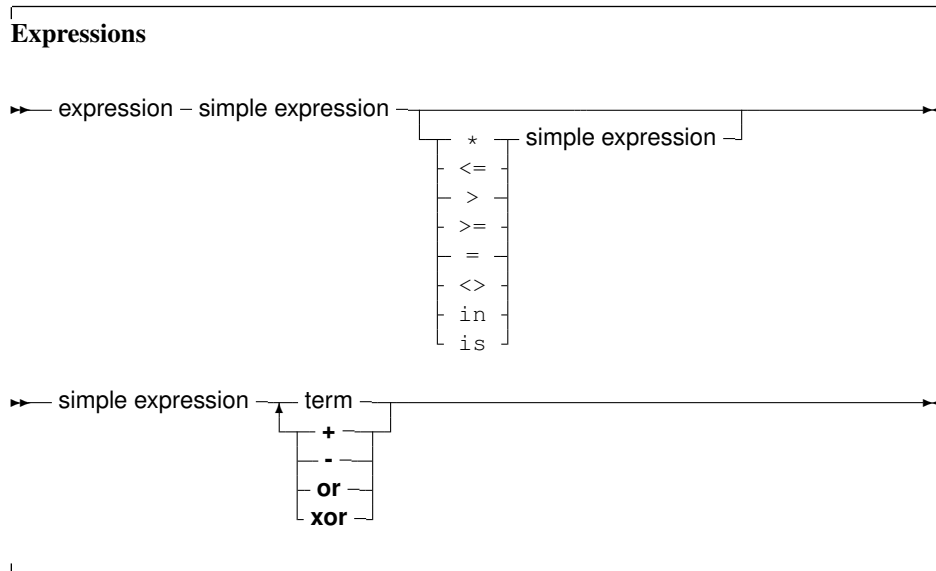 Expressions
expression simple expression
* simple expression
<=
>
>=
=
<>
in
is
simple expression term
+
-
or
xor